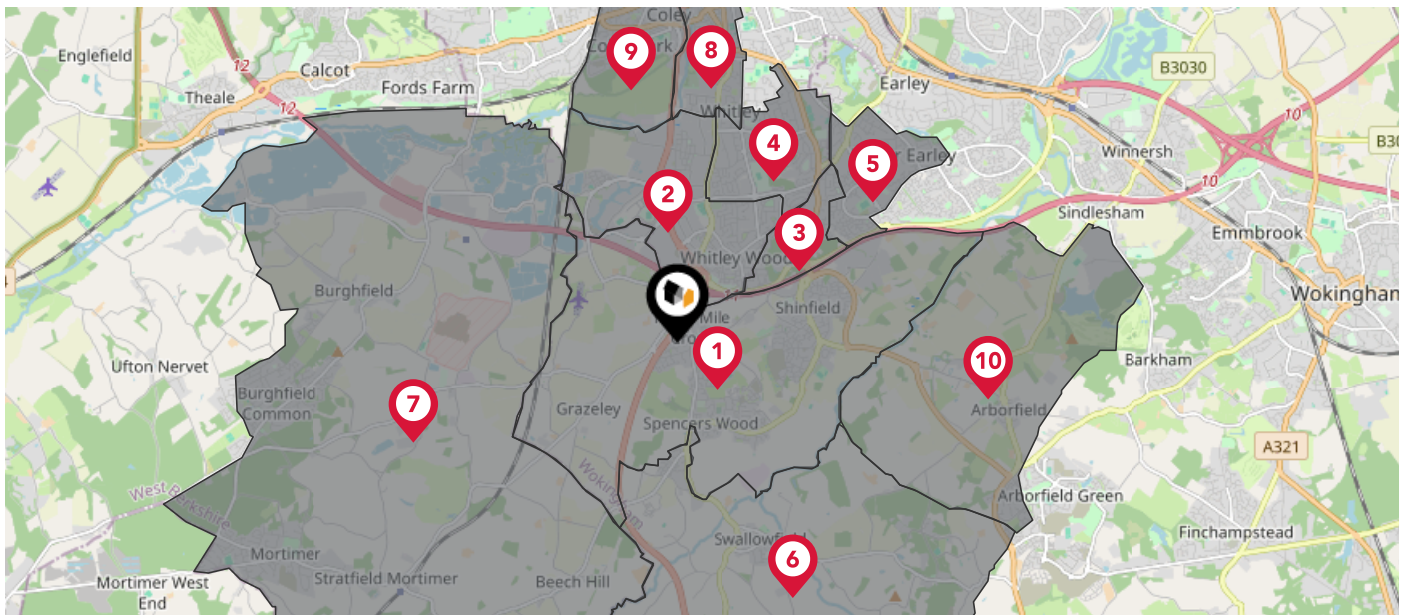 Coley
Englefield
12
Calcot
Theale
Fords Farm
12
9
8
Earley
B3030
10
Whitley
4
5
Earley
Winnersh
10
Sindlesham
Emmbrook
2
3
Whitley Wood
Burghfield
Shinfield
Wokingham
Mile
1
Ufton Nervet
Barkham
10
7
Burghfield
Common
Grazeley
Arborfield
Spencers Wood
A321
Wokingham
West Berkshire
Arborfield Green
Finchampstead
Swallowfield
6
Mortimer
Stratfield Mortimer
Beech Hill
Mortimer West
End